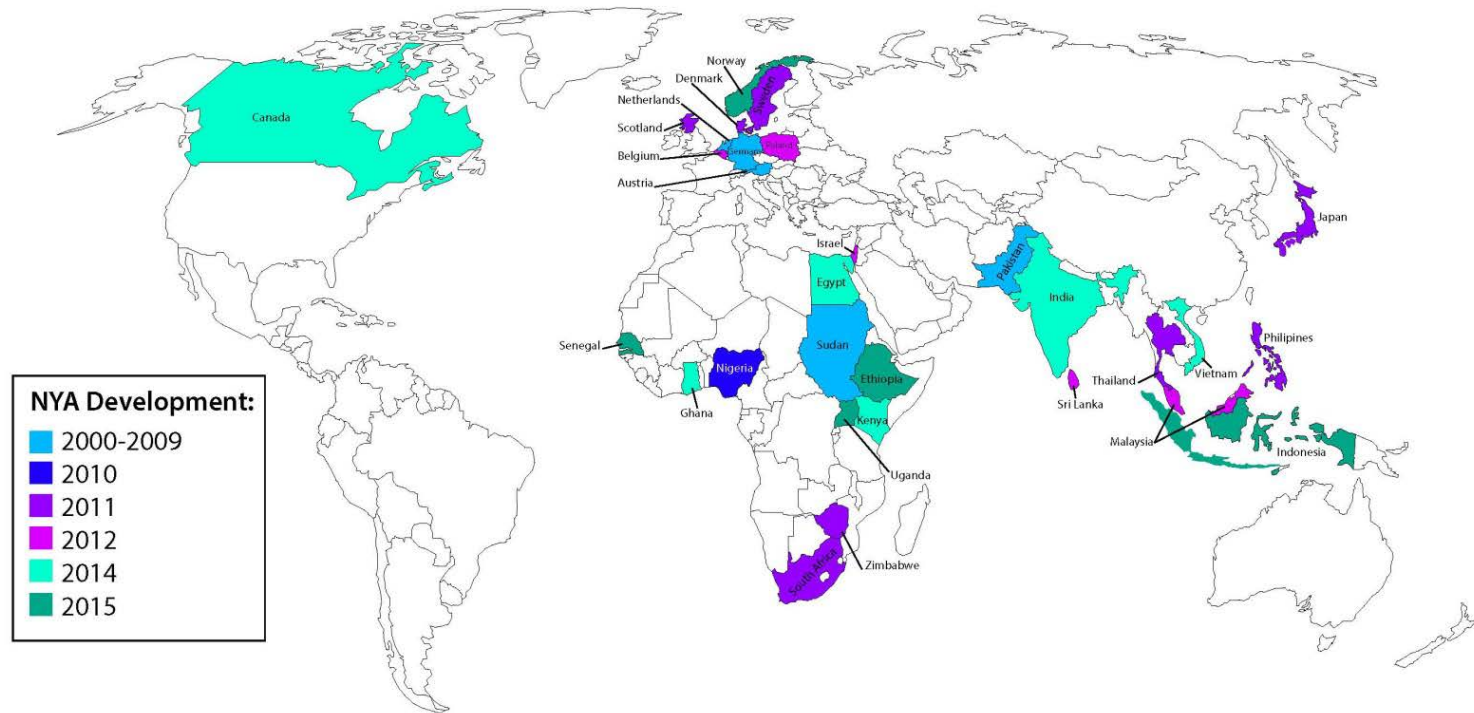 Norway
Denmark
Netherlands
Sweden
Canada
Scotland
Germany
Poland
Belgium
Austria
Japan
Israel
Pakistan
Egypt
India
Senegal
Sudan
Philipines
Nigeria
Ethiopia
Thailand
Vietnam
Ghana
Sri Lanka
Kenya
Malaysia
Indonesia
Uganda
Zimbabwe
South Africa
NYA Development:
2000-2009
2010
2011
2012
2014
2015